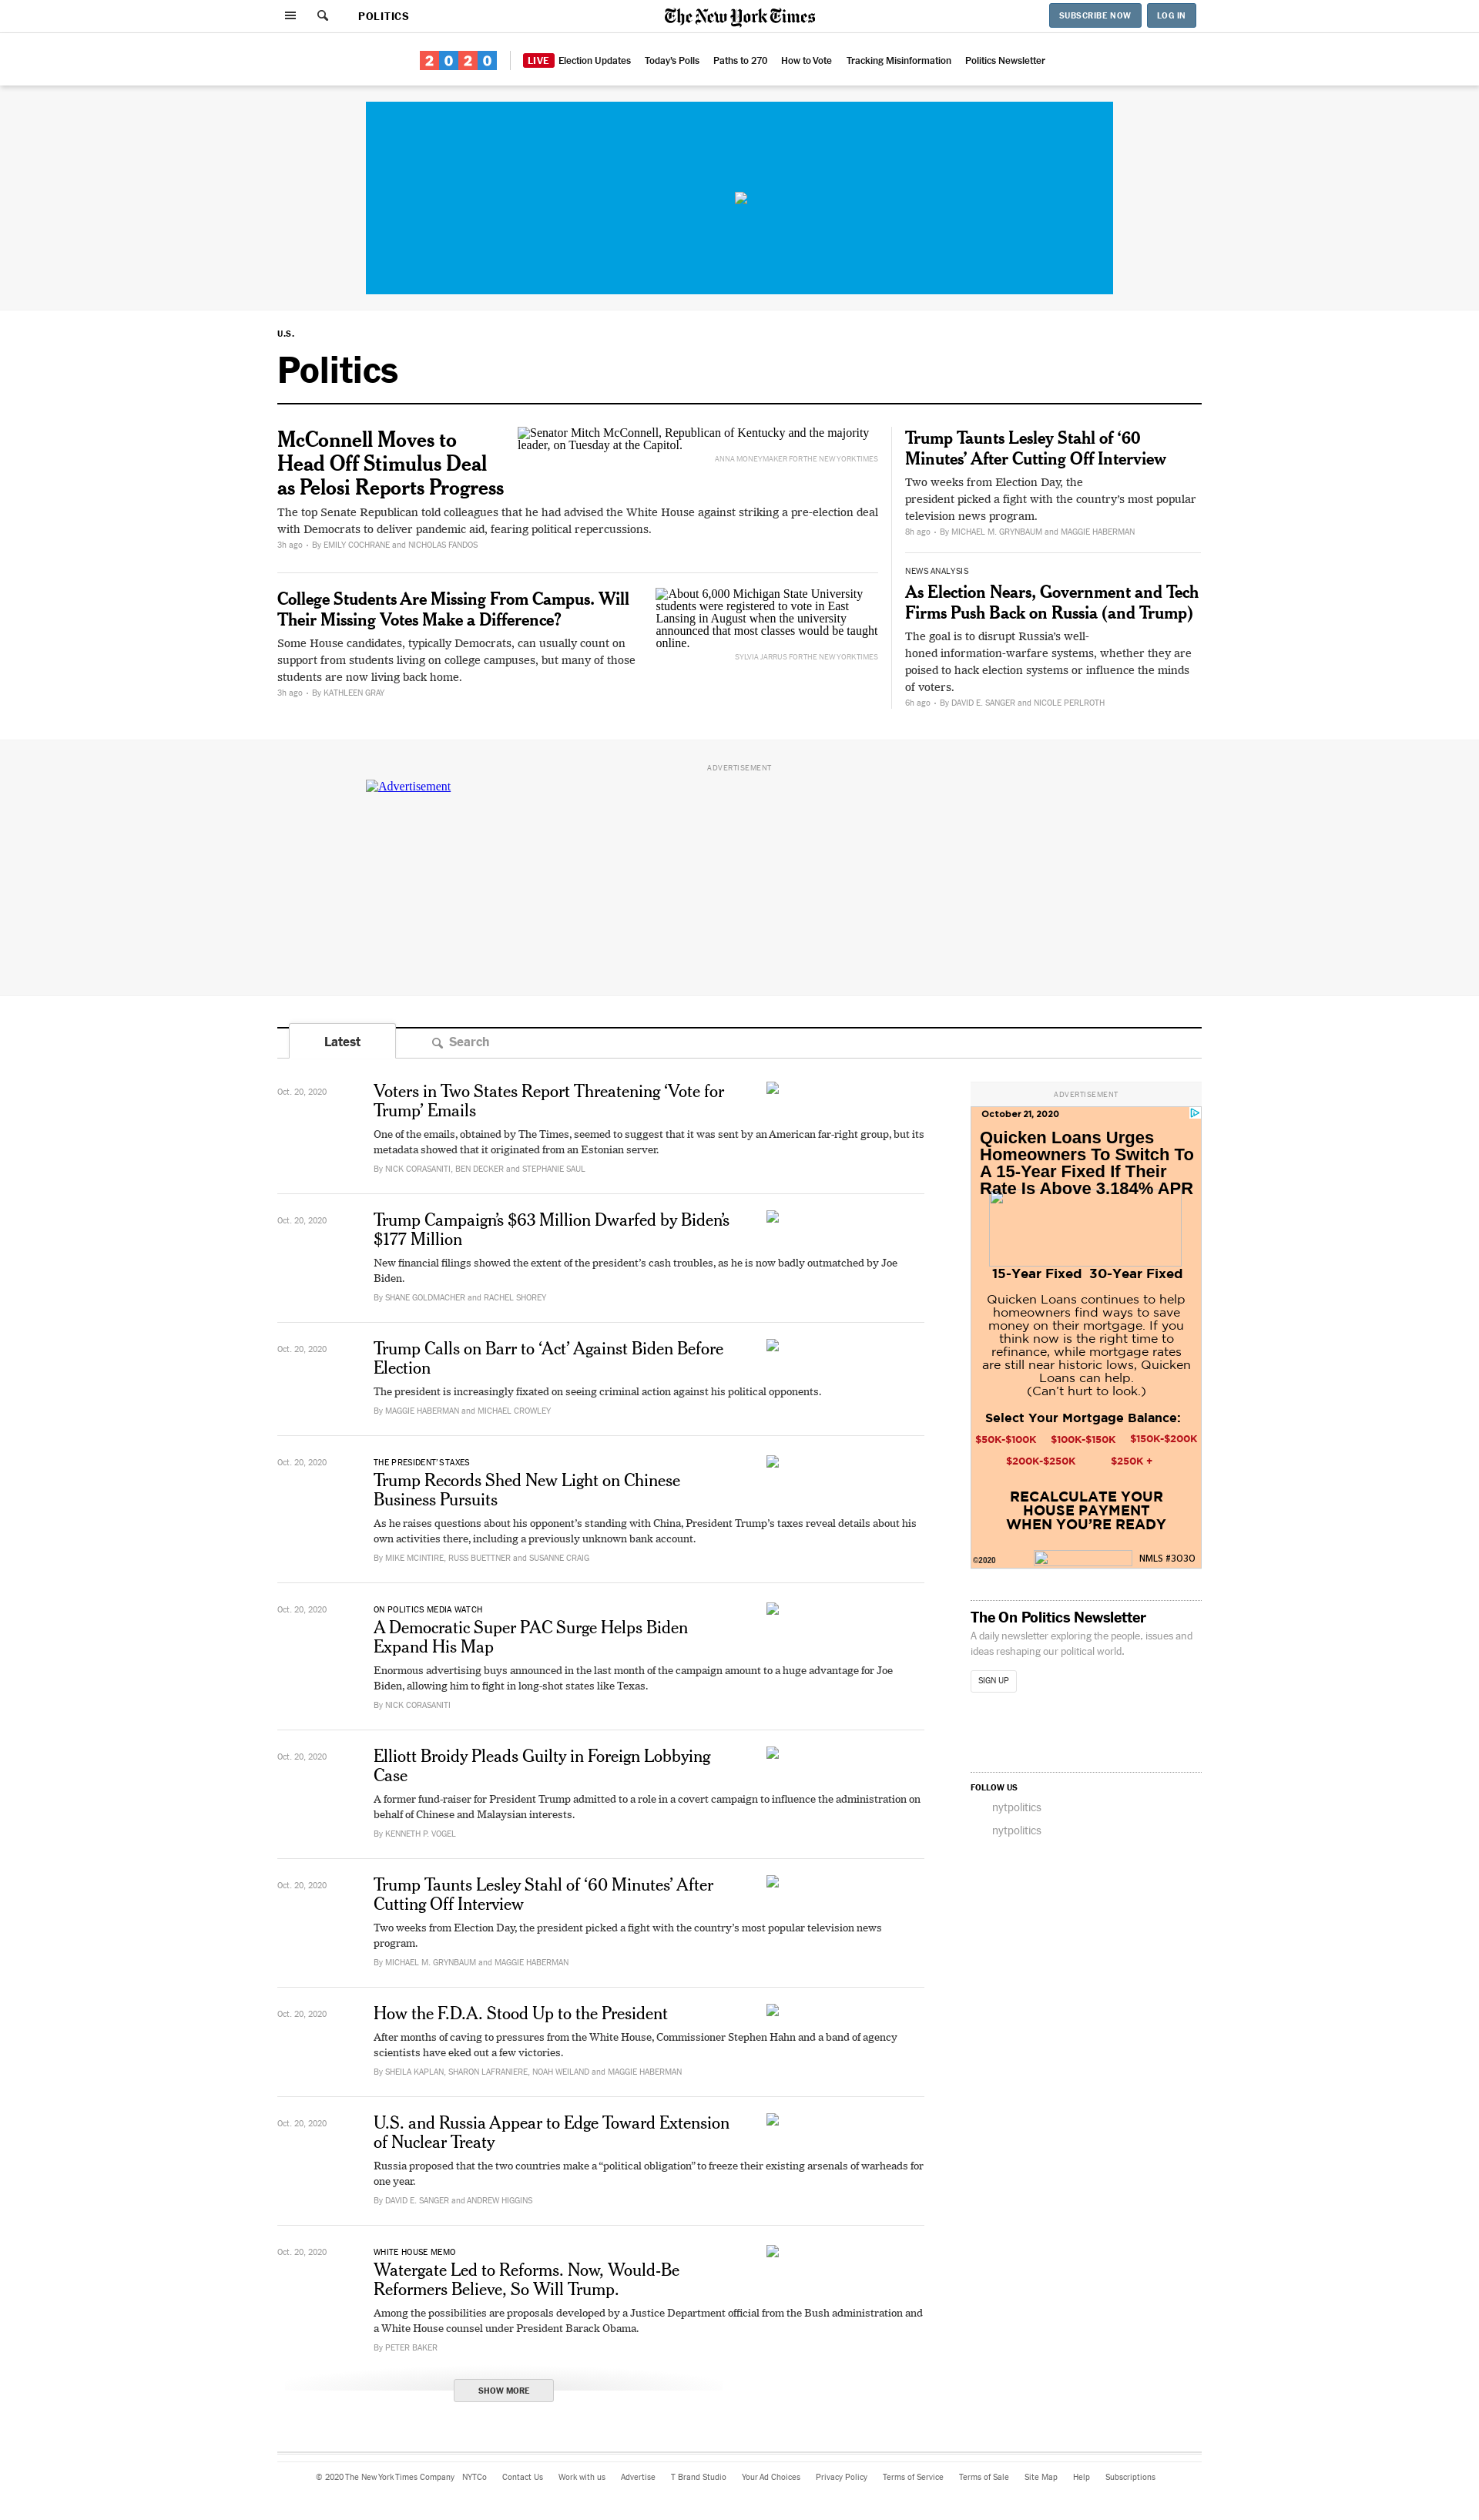 POLITICS
The New York Times
SUBSCRIBE NOW
LOG IN
2020
LIVE Election Updates
Today's Polls
Paths to 270
How to Vote
Tracking Misinformation
Politics Newsletter
U.S.
Politics
McConnell Moves to
Head Off Stimulus Deal
as Pelosi Reports Progress
Senator Mitch McConnell, Republican of Kentucky and the majority
leader, on Tuesday at the Capitol.
ANNA MONEYMAKER FOR THE NEW YORK TIMES
The top Senate Republican told colleagues that he had advised the White House against striking a pre-election deal
with Democrats to deliver pandemic aid, fearing political repercussions.
3h ago • By EMILY COCHRANE and NICHOLAS FANDOS
College Students Are Missing From Campus. Will
Their Missing Votes Make a Difference?
Some House candidates, typically Democrats, can usually count on
support from students living on college campuses, but many of those
students are now living back home.
3h ago • By KATHLEEN GRAY
About 6,000 Michigan State University
students were registered to vote in East
Lansing in August when the university
announced that most classes would be taught
online.
SYLVIA JARRUS FOR THE NEW YORK TIMES
Trump Taunts Lesley Stahl of ‘60
Minutes’ After Cutting Off Interview
Two weeks from Election Day, the
president picked a fight with the country’s most popular
television news program.
8h ago • By MICHAEL M. GRYNBAUM and MAGGIE HABERMAN
NEWS ANALYSIS
As Election Nears, Government and Tech
Firms Push Back on Russia (and Trump)
The goal is to disrupt Russia’s well-
honed information-warfare systems, whether they are
poised to hack election systems or influence the minds
of voters.
6h ago • By DAVID E. SANGER and NICOLE PERLROTH
ADVERTISEMENT
Advertisement
Latest
Search
Oct. 20, 2020
Voters in Two States Report Threatening ‘Vote for
Trump’ Emails
One of the emails, obtained by The Times, seemed to suggest that it was sent by an American far-right group, but its
metadata showed that it originated from an Estonian server.
By NICK CORASANITI, BEN DECKER and STEPHANIE SAUL
Oct. 20, 2020
Trump Campaign’s $63 Million Dwarfed by Biden’s
$177 Million
New financial filings showed the extent of the president’s cash troubles, as he is now badly outmatched by Joe
Biden.
By SHANE GOLDMACHER and RACHEL SHOREY
Oct. 20, 2020
Trump Calls on Barr to ‘Act’ Against Biden Before
Election
The president is increasingly fixated on seeing criminal action against his political opponents.
By MAGGIE HABERMAN and MICHAEL CROWLEY
Oct. 20, 2020
THE PRESIDENT’S TAXES
Trump Records Shed New Light on Chinese
Business Pursuits
As he raises questions about his opponent’s standing with China, President Trump’s taxes reveal details about his
own activities there, including a previously unknown bank account.
By MIKE MCINTIRE, RUSS BUETTNER and SUSANNE CRAIG
Oct. 20, 2020
ON POLITICS MEDIA WATCH
A Democratic Super PAC Surge Helps Biden
Expand His Map
Enormous advertising buys announced in the last month of the campaign amount to a huge advantage for Joe
Biden, allowing him to fight in long-shot states like Texas.
By NICK CORASANITI
Oct. 20, 2020
Elliott Broidy Pleads Guilty in Foreign Lobbying
Case
A former fund-raiser for President Trump admitted to a role in a covert campaign to influence the administration on
behalf of Chinese and Malaysian interests.
By KENNETH P. VOGEL
Oct. 20, 2020
Trump Taunts Lesley Stahl of ‘60 Minutes’ After
Cutting Off Interview
Two weeks from Election Day, the president picked a fight with the country’s most popular television news
program.
By MICHAEL M. GRYNBAUM and MAGGIE HABERMAN
Oct. 20, 2020
How the F.D.A. Stood Up to the President
After months of caving to pressures from the White House, Commissioner Stephen Hahn and a band of agency
scientists have eked out a few victories.
By SHEILA KAPLAN, SHARON LAFRANIERE, NOAH WEILAND and MAGGIE HABERMAN
Oct. 20, 2020
U.S. and Russia Appear to Edge Toward Extension
of Nuclear Treaty
Russia proposed that the two countries make a “political obligation” to freeze their existing arsenals of warheads for
one year.
By DAVID E. SANGER and ANDREW HIGGINS
Oct. 20, 2020
WHITE HOUSE MEMO
Watergate Led to Reforms. Now, Would-Be
Reformers Believe, So Will Trump.
Among the possibilities are proposals developed by a Justice Department official from the Bush administration and
a White House counsel under President Barack Obama.
By PETER BAKER
SHOW MORE
ADVERTISEMENT
October 21, 2020
Quicken Loans Urges
Homeowners To Switch To
A 15-Year Fixed If Their
Rate Is Above 3.184% APR
15-Year Fixed 30-Year Fixed
Quicken Loans continues to help
homeowners find ways to save
money on their mortgage. If you
think now is the right time to
refinance, while mortgage rates
are still near historic lows, Quicken
Loans can help.
(Can’t hurt to look.)
Select Your Mortgage Balance:
$50K-$100K $100K-$150K $150K-$200K
$200K-$250K $250K +
RECALCULATE YOUR
HOUSE PAYMENT
WHEN YOU’RE READY
©2020
NMLS #3030
The On Politics Newsletter
A daily newsletter exploring the people, issues and
ideas reshaping our political world.
SIGN UP
FOLLOW US
nytpolitics
nytpolitics
© 2020 The New York Times Company NYTCo Contact Us Work with us Advertise T Brand Studio Your Ad Choices Privacy Policy Terms of Service Terms of Sale Site Map Help Subscriptions